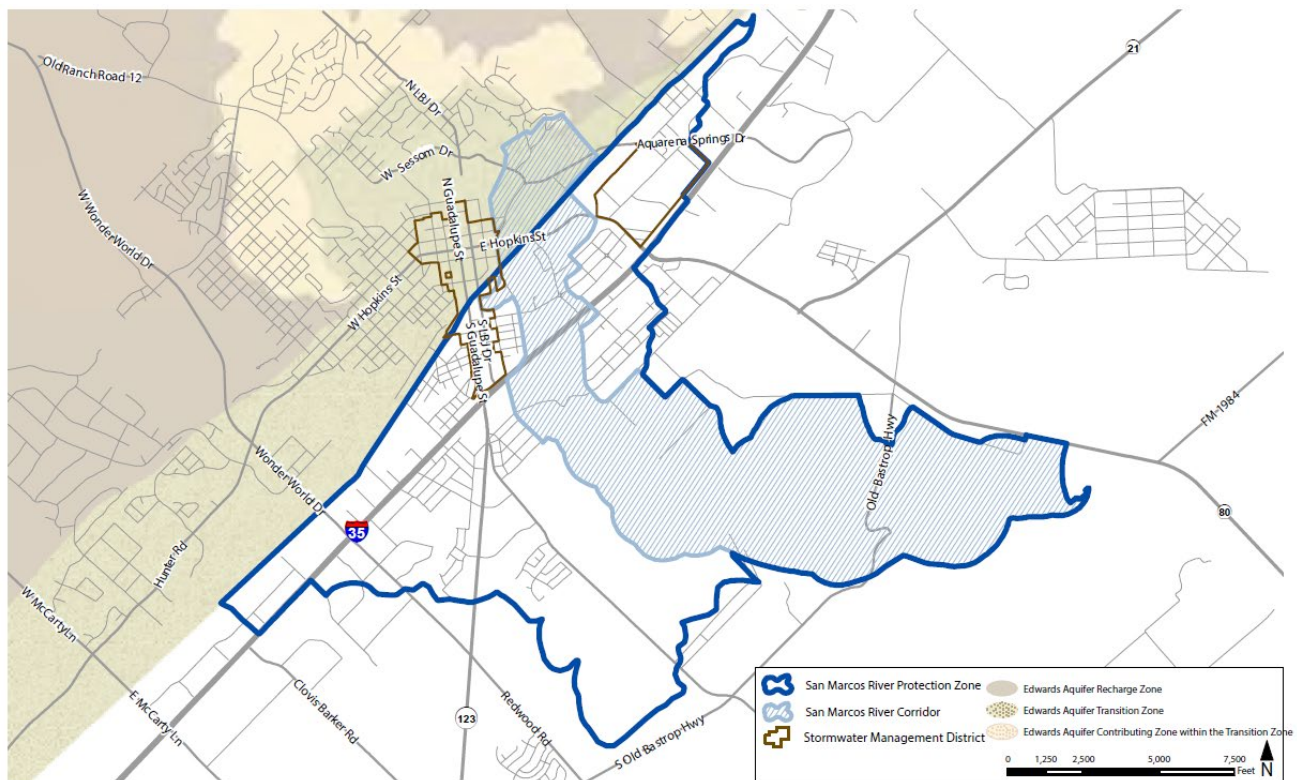 21
Old Ranch Road 12
N LBJ Dr
Aquarena Springs Dr
W Sessom Dr
N Guadalupe St
W Wonder World Dr
E Hopkins St
W Hopkins St
S LBJ Dr
S Guadalupe St
FM-1984
Old Bastrop Hwy
Wonder World Dr
80
35
Hunter Rd
W McCarty Ln
E McCarty Ln
Clovis Barker Rd
123
Redwood Rd
S Old Bastrop Hwy
San Marcos River Protection Zone
San Marcos River Corridor
Stormwater Management District
Edwards Aquifer Recharge Zone
Edwards Aquifer Transition Zone
Edwards Aquifer Contributing Zone within the Transition Zone
0 1,250 2,500 5,000 7,500
Feet
N